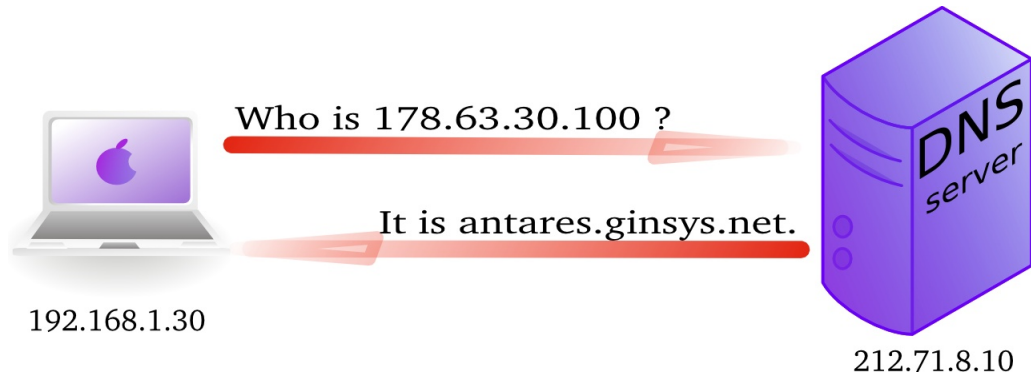 Who is 178.63.30.100 ?
It is antares.ginsys.net.
DNS
server
192.168.1.30
212.71.8.10